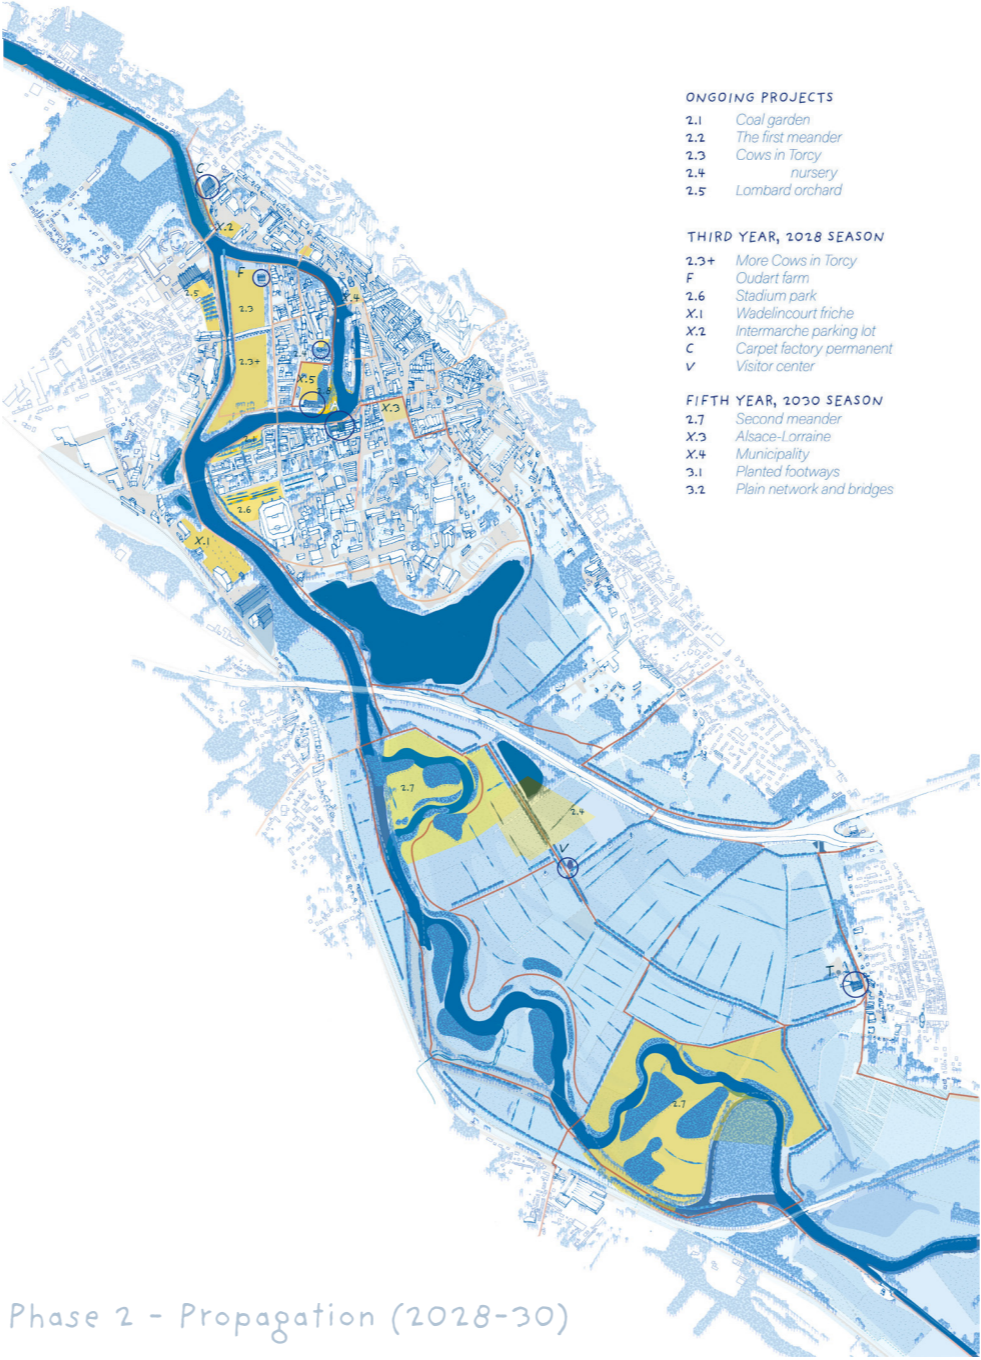 ONGOING PROJECTS
2.1 Coal garden
2.2 The first meander
2.3 Cows in Torcy
2.4 nursery
2.5 Lombard orchard
THIRD YEAR, 2028 SEASON
2.3+ More Cows in Torcy
F Oudart farm
2.6 Stadium park
X.1 Wadelincourt friche
X.2 Intermarche parking lot
C Carpet factory permanent
V Visitor center
FIFTH YEAR, 2030 SEASON
2.7 Second meander
X.3 Alsace-Lorraine
X.4 Municipality
3.1 Planted footways
3.2 Plain network and bridges
C
X.2
F
2.5
2.3
X.4
2.3+
X.5
X.3
2.6
X.1
2.7
2.4
V
T
2.7
Phase 2 - Propagation (2028-30)